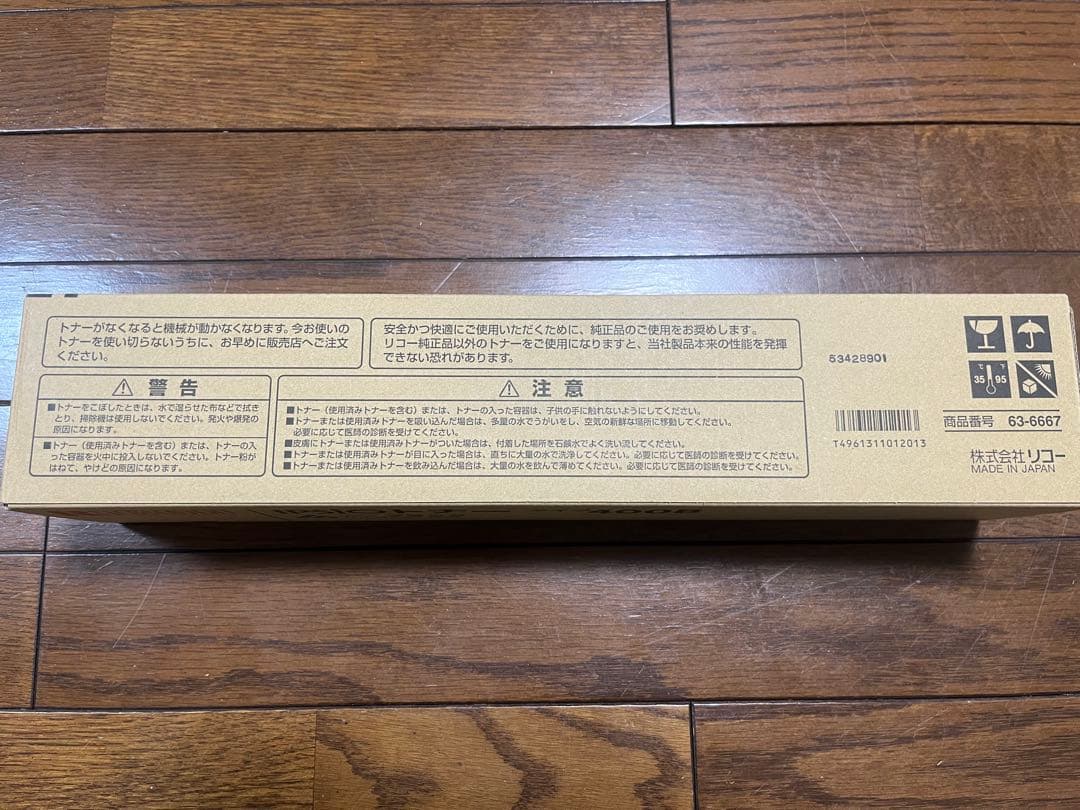 トナーがなくなると機械が動かなくなります。今お使いの
トナーを使い切らないうちに、お早めに販売店へご注文
ください。
安全かつ快適にご使用いただくために、純正品のご使用をお奨めします。
リコー純正品以外のトナーをご使用になりますと、当社製品本来の性能を発揮
できない恐れがあります。
警告
■トナーをこぼしたときは、水で湿らせた布などで拭き
とり、掃除機は使用しないでください。発火や爆発の
原因になります。
■トナー(使用済みトナーを含む)または、トナーの入
った容器を火中に投入しないでください。トナー粉が
はねて、やけどの原因になります。
注意
■トナー(使用済みトナーを含む)または、トナーの入った容器は、子供の手に触れないようにしてください。
■トナーまたは使用済みトナーを吸い込んだ場合は、多量の水でうがいをし、空気の新鮮な場所に移動してください。
必要に応じて医師の診断を受けてください。
■皮膚にトナーまたは使用済みトナーがついた場合は、付着した場所を石鹸水でよく洗い流してください。
■トナーまたは使用済みトナーが目に入った場合は、直ちに大量の水で洗浄してください。必要に応じて医師の診断を受けてください。
■トナーまたは使用済みトナーを飲み込んだ場合は、大量の水を飲んで薄めてください。必要に応じて医師の診断を受けてください。
53428901
T4961311012013
°C °F
35 95
商品番号 63-6667
株式会社リコー
MADE IN JAPAN
400B